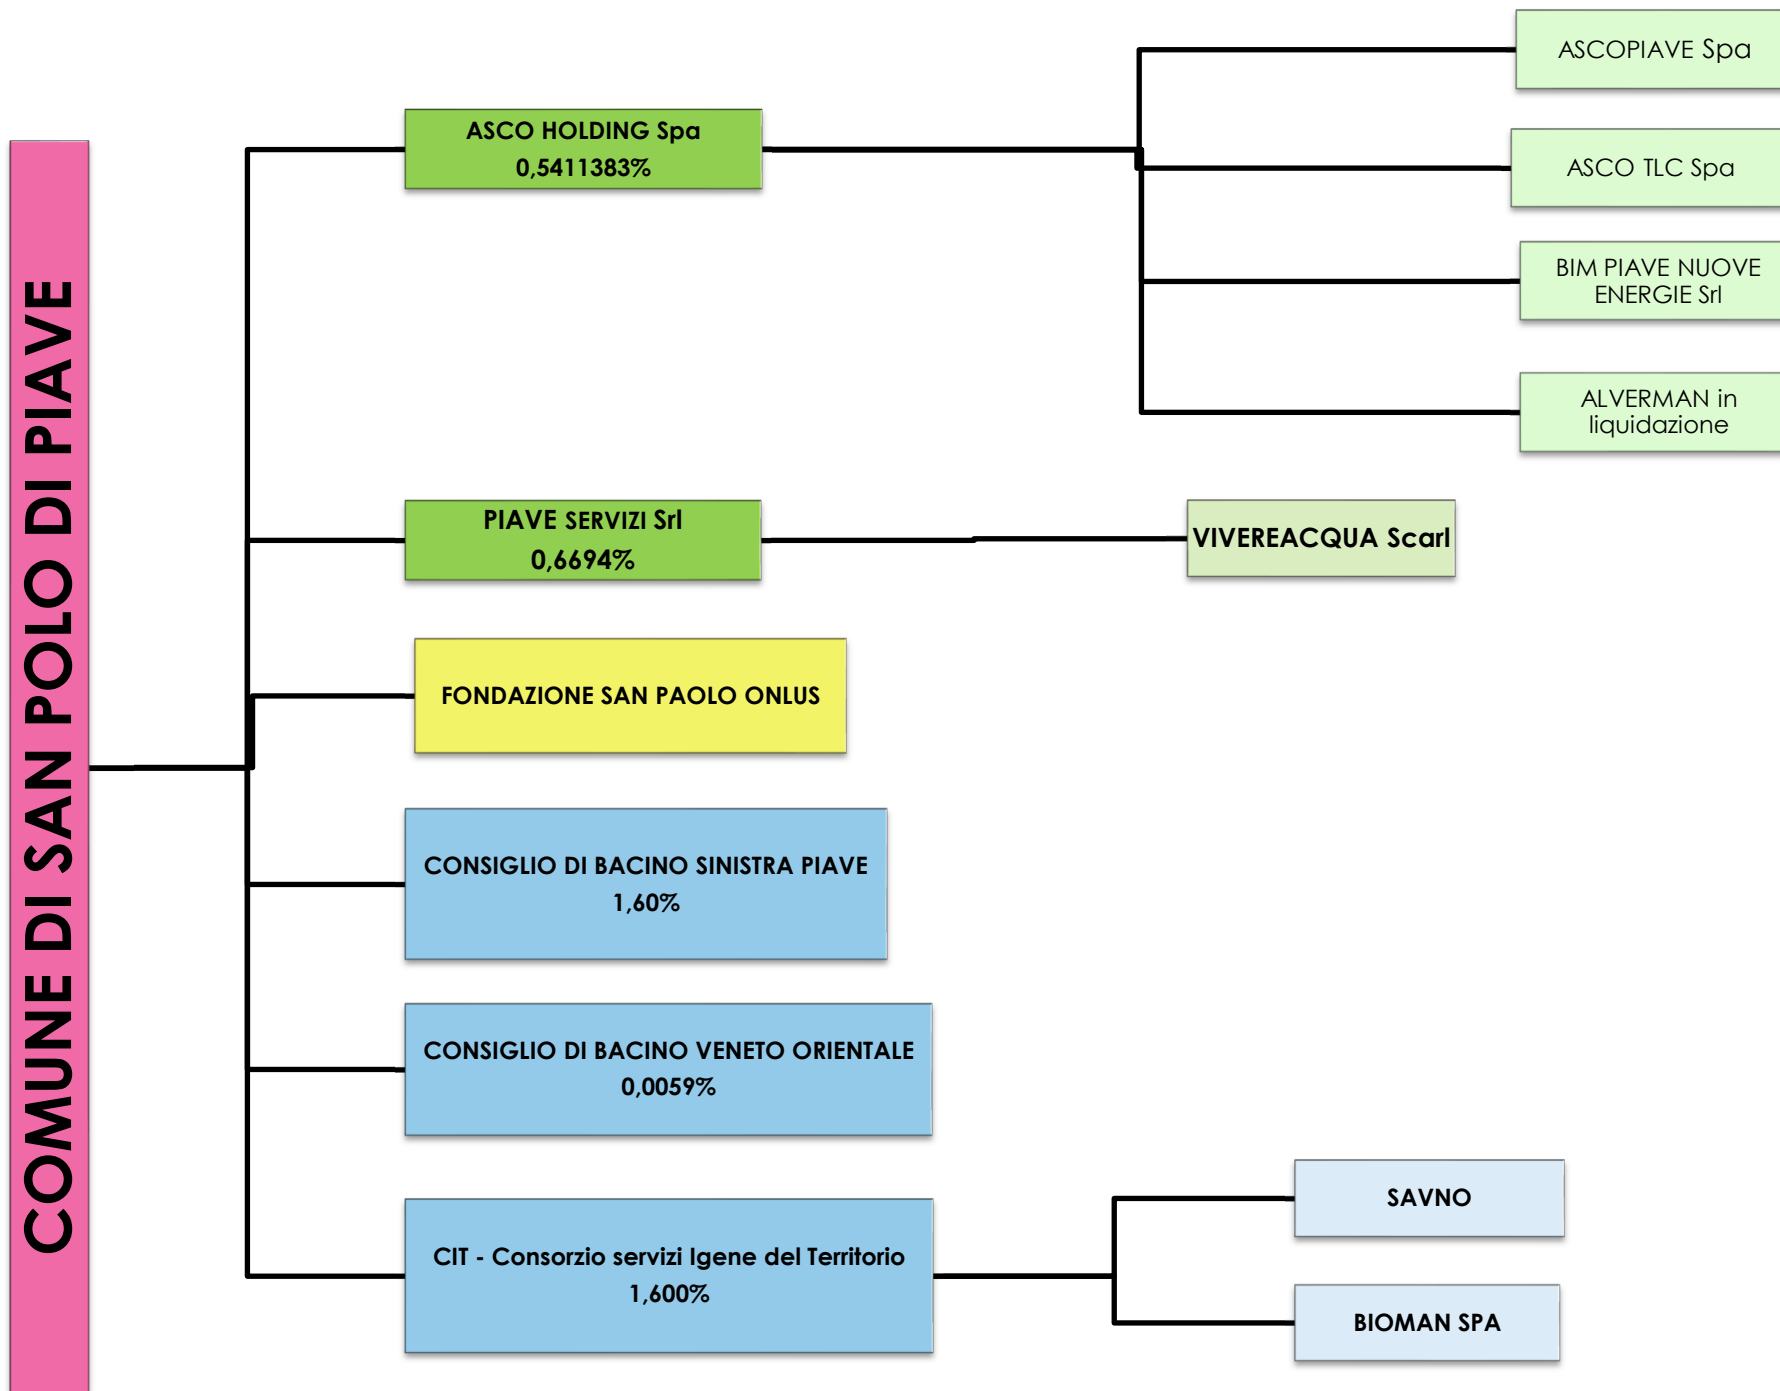 COMUNE DI SAN POLO DI PIAVE
ASCO HOLDING Spa
0,5411383%
ASCOPIAVE Spa
ASCO TLC Spa
BIM PIAVE NUOVE
ENERGIE Srl
ALVERMAN in
liquidazione
PIAVE SERVIZI Srl
0,6694%
VIVEREACQUA Scarl
FONDAZIONE SAN PAOLO ONLUS
CONSIGLIO DI BACINO SINISTRA PIAVE
1,60%
CONSIGLIO DI BACINO VENETO ORIENTALE
0,0059%
CIT - Consorzio servizi Igene del Territorio
1,600%
SAVNO
BIOMAN SPA